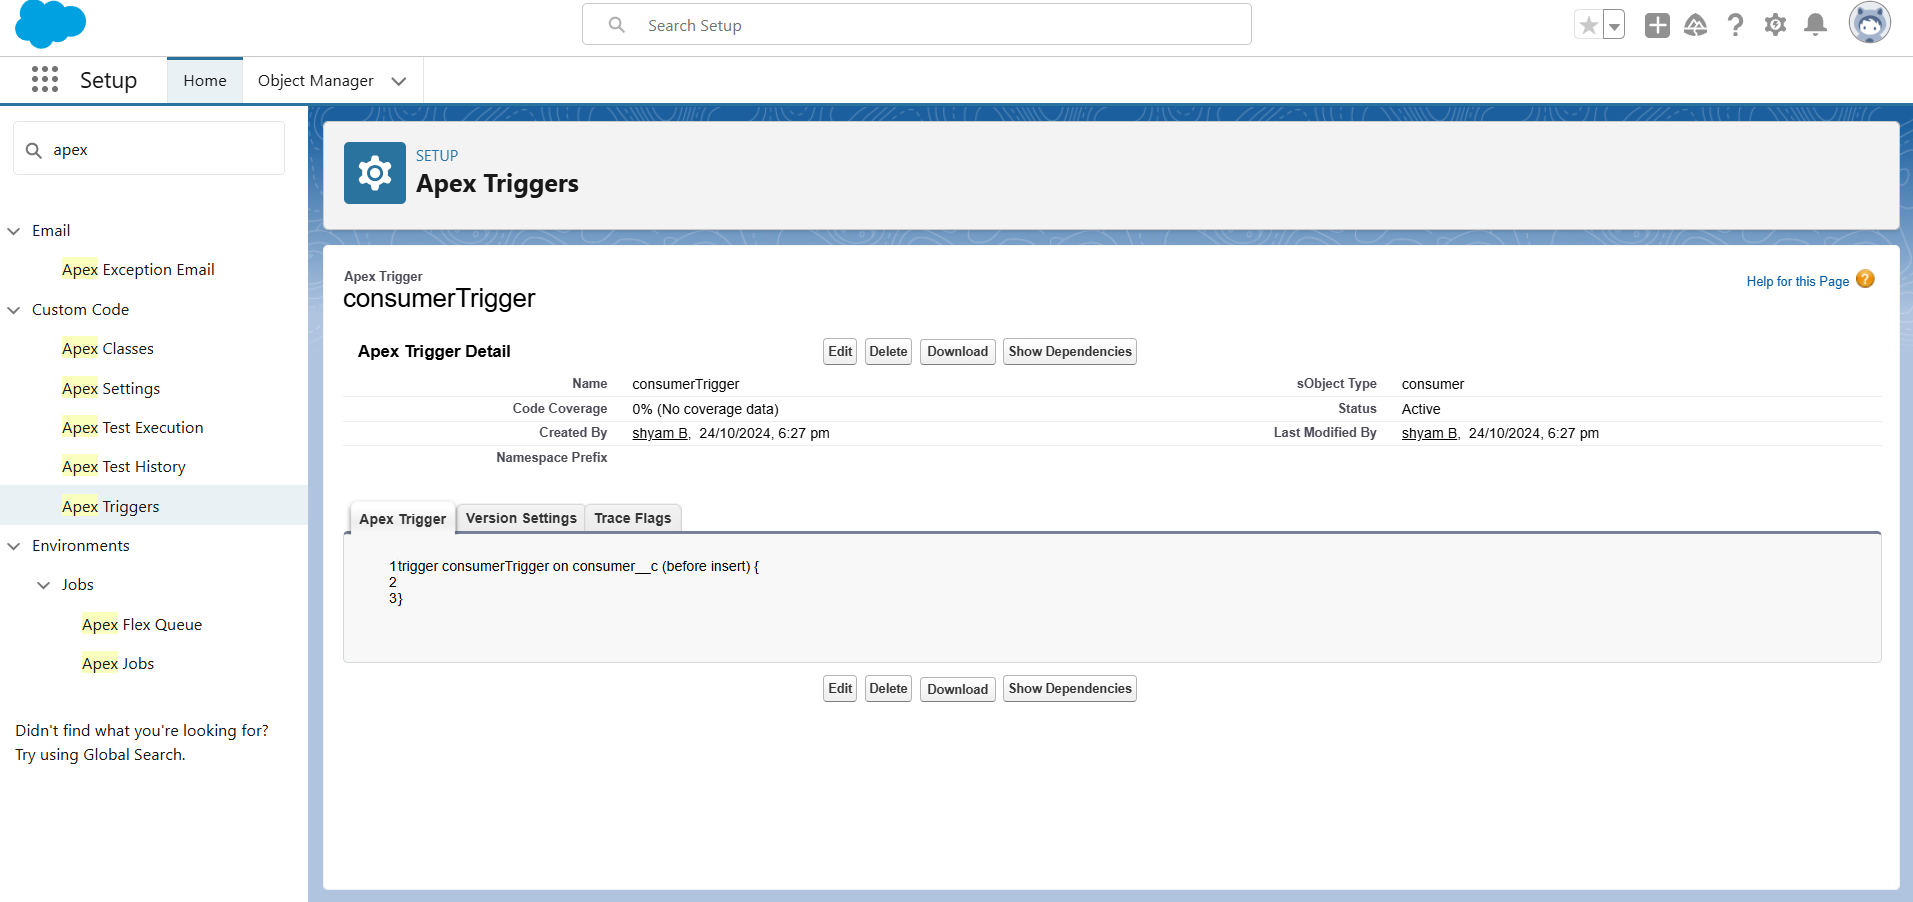 Search Setup
Setup
Home
Object Manager
apex
Email
Apex Exception Email
Custom Code
Apex Classes
Apex Settings
Apex Test Execution
Apex Test History
Apex Triggers
Environments
Jobs
Apex Flex Queue
Apex Jobs
Didn't find what you're looking for?
Try using Global Search.
SETUP
Apex Triggers
Apex Trigger
consumerTrigger
Help for this Page ?
Apex Trigger Detail
Edit Delete Download Show Dependencies
Name consumerTrigger sObject Type consumer
Code Coverage 0% (No coverage data) Status Active
Created By shyam B, 24/10/2024, 6:27 pm Last Modified By shyam B, 24/10/2024, 6:27 pm
Namespace Prefix
Apex Trigger Version Settings Trace Flags
1trigger consumerTrigger on consumer__c (before insert) {
2
3}
Edit Delete Download Show Dependencies